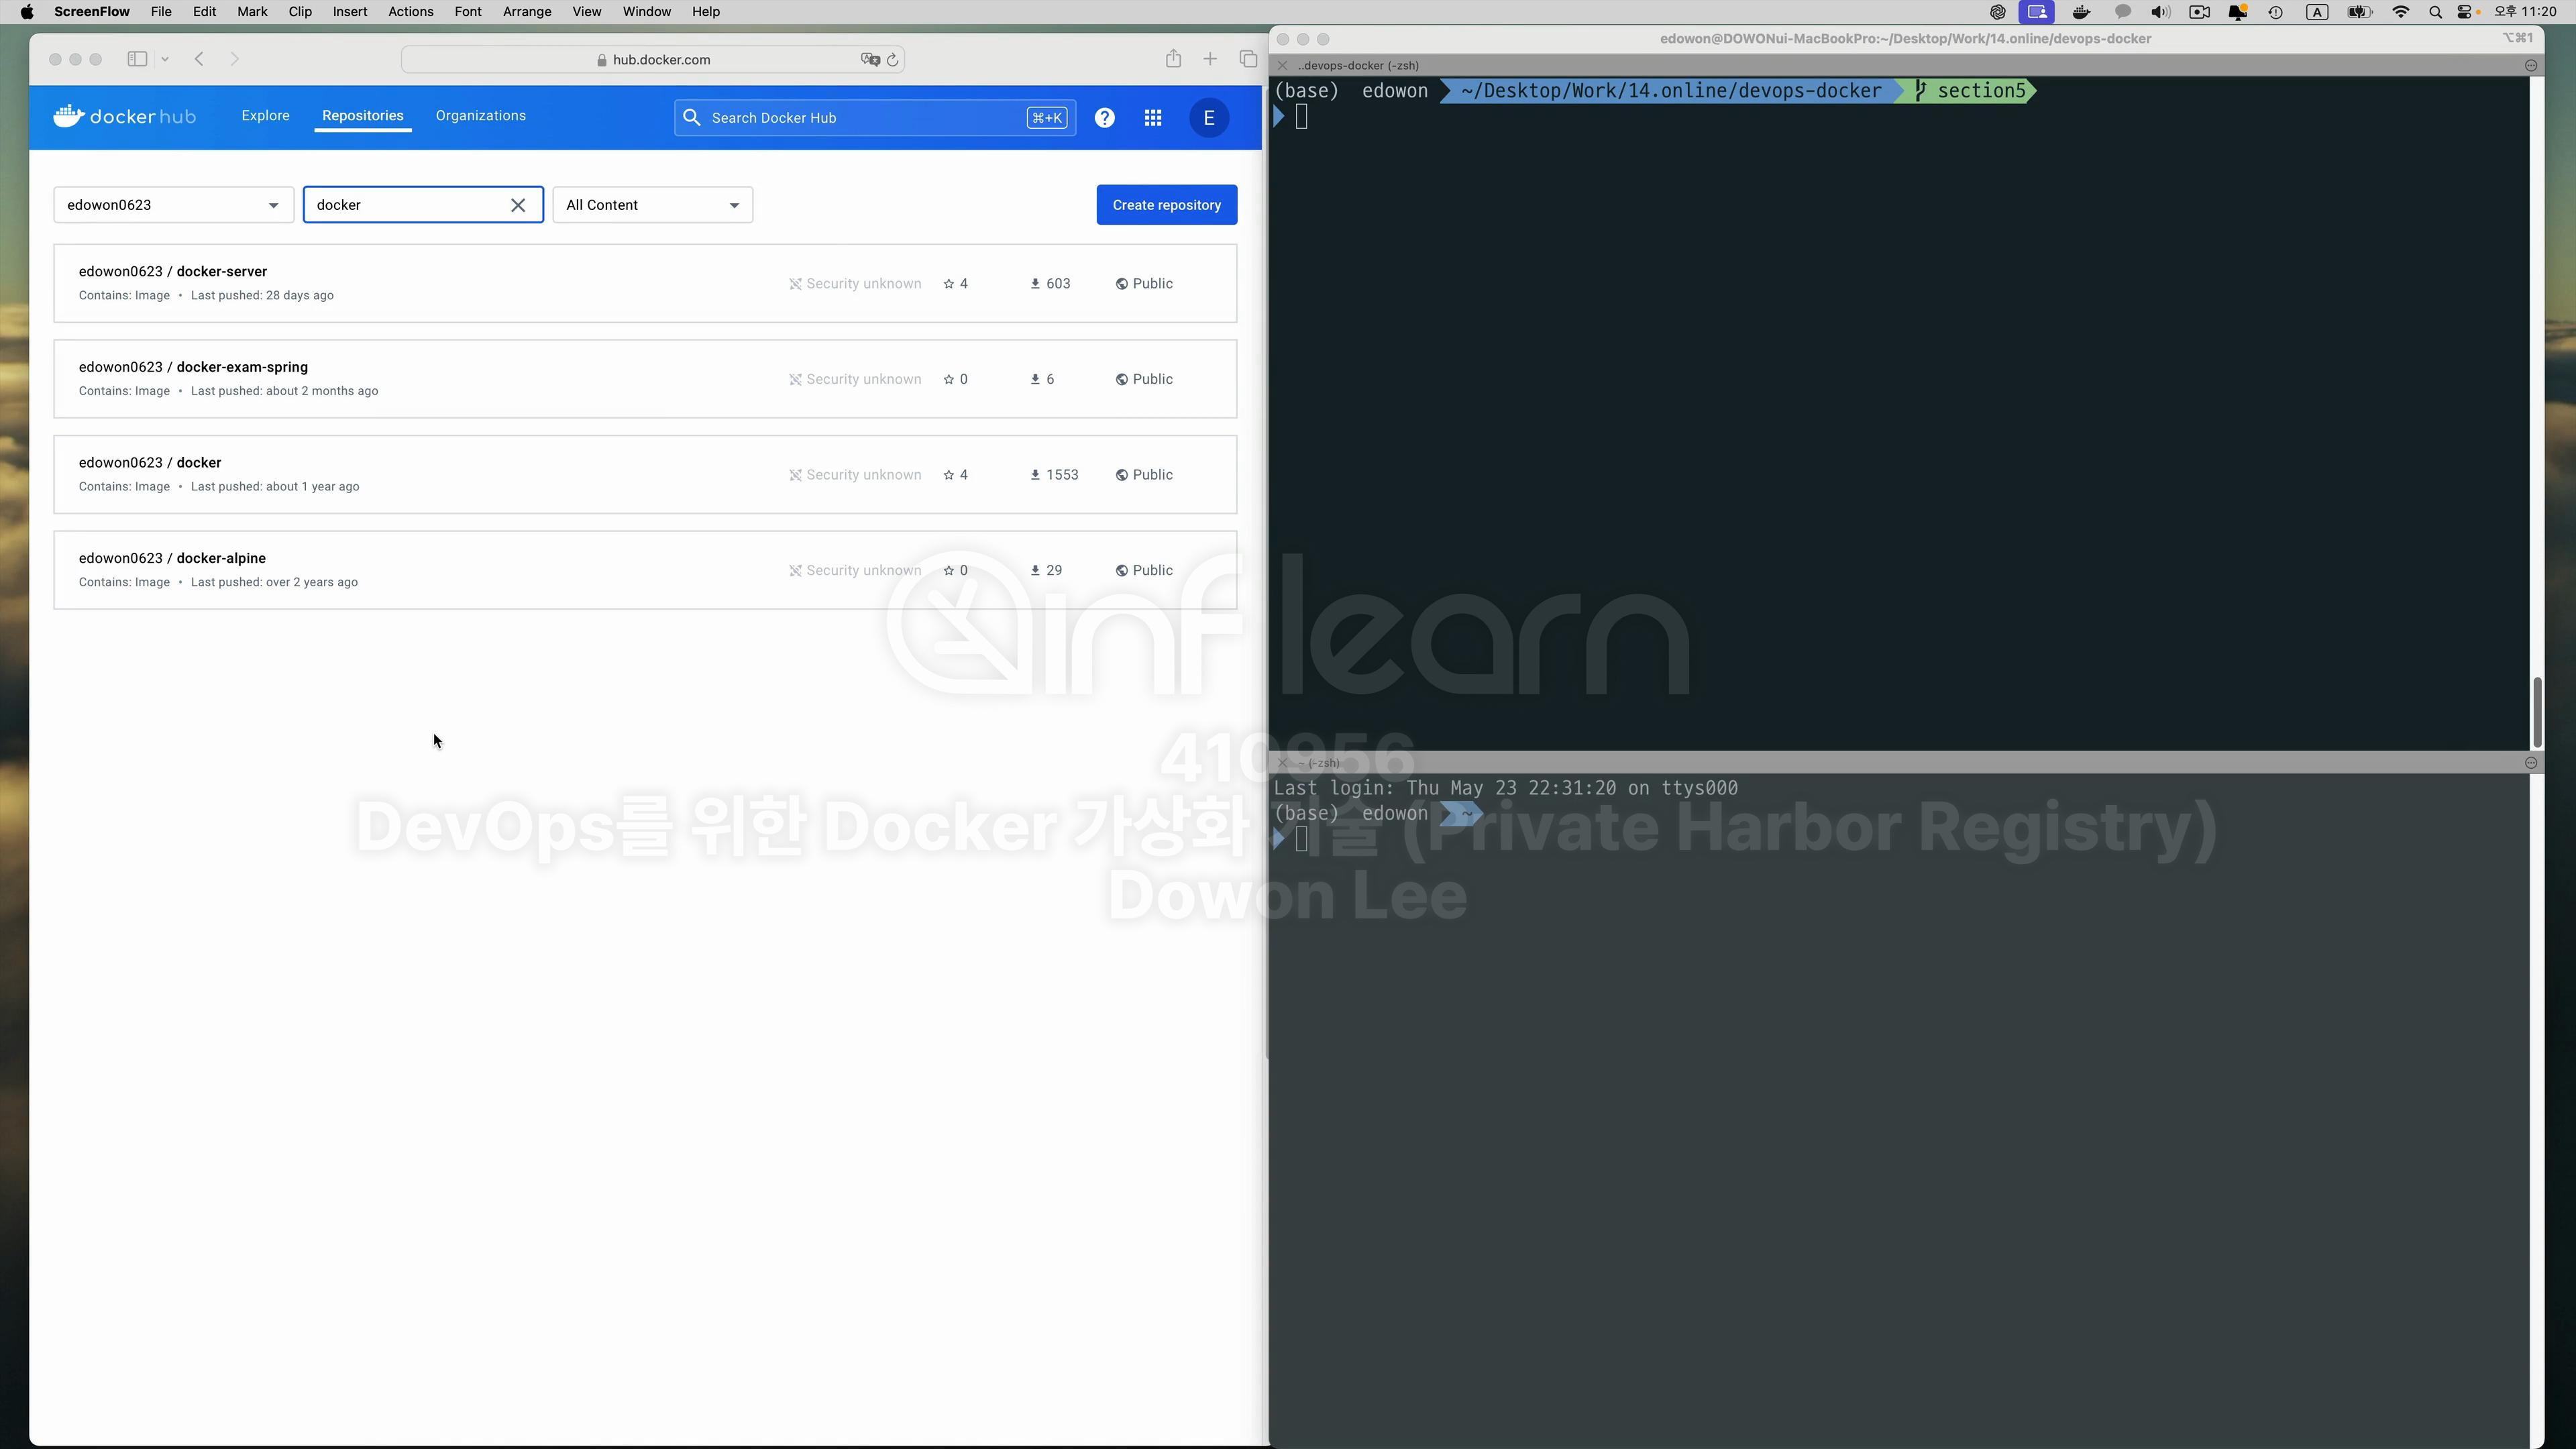 ScreenFlow File Edit Mark Clip Insert Actions Font Arrange View Window Help
A 오후 11:20
hub.docker.com
docker hub Explore Repositories Organizations
Search Docker Hub ⌘+K ? E
edowon0623 docker All Content Create repository
edowon0623 / docker-server
Contains: Image • Last pushed: 28 days ago
Security unknown 4 603 Public
edowon0623 / docker-exam-spring
Contains: Image • Last pushed: about 2 months ago
Security unknown 0 6 Public
edowon0623 / docker
Contains: Image • Last pushed: about 1 year ago
Security unknown 4 1553 Public
edowon0623 / docker-alpine
Contains: Image • Last pushed: over 2 years ago
Security unknown 0 29 Public
edowon@DOWONui-MacBookPro:~/Desktop/Work/14.online/devops-docker ⌥⌘1
..devops-docker (-zsh)
(base) edowon ~/Desktop/Work/14.online/devops-docker section5
~ (-zsh)
Last login: Thu May 23 22:31:20 on ttys000
(base) edowon ~
inflearn
410956
DevOps를 위한 Docker 가상화 기술 (Private Harbor Registry)
Dowon Lee